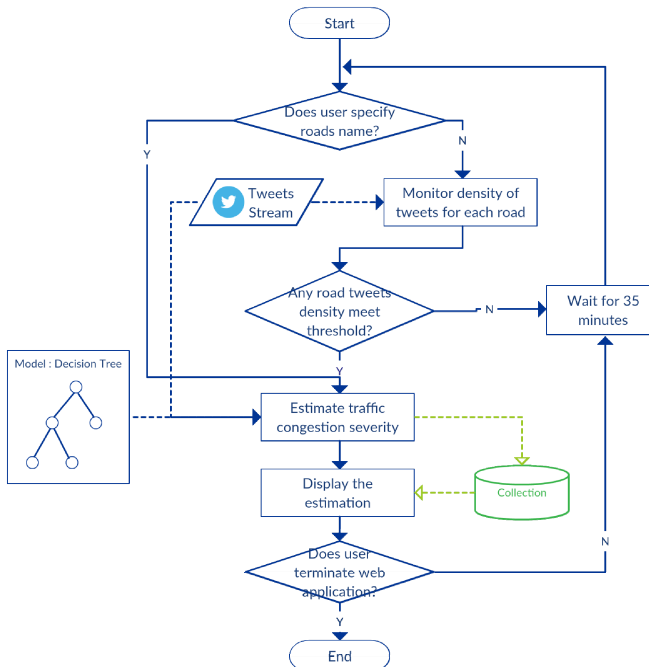 Start
Does user specify
roads name?
Y
N
Tweets
Stream
Monitor density of
tweets for each road
Any road tweets
density meet
threshold?
N
Wait for 35
minutes
Y
Model : Decision Tree
Estimate traffic
congestion severity
Display the
estimation
Collection
Does user
terminate web
application?
N
Y
End